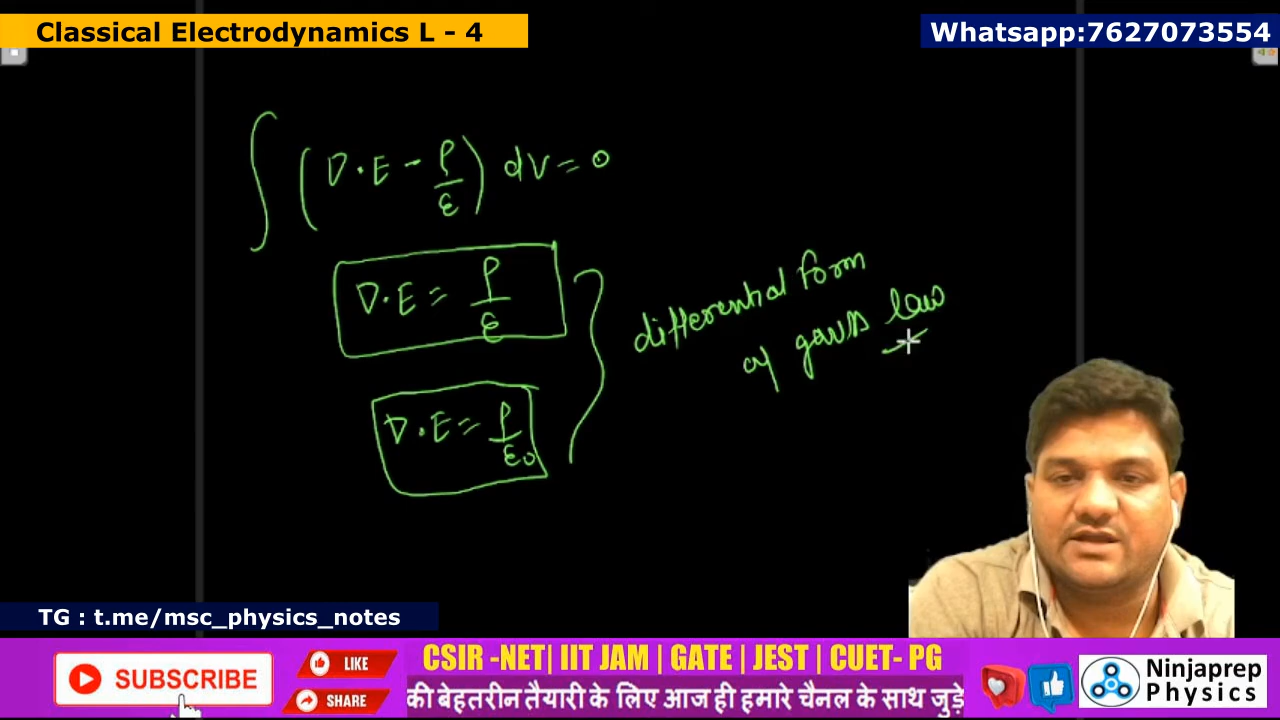 Classical Electrodynamics L - 4
Whatsapp:7627073554
∫ (∇·E - ρ/ε) dV = 0
∇·E = ρ/ε
∇·E = ρ/ε₀
differential form
of gauss law
TG : t.me/msc_physics_notes
SUBSCRIBE
LIKE
SHARE
CSIR -NET| IIT JAM | GATE | JEST | CUET- PG
की बेहतरीन तैयारी के लिए आज ही हमारे चैनल के साथ जुड़े
Ninjaprep
Physics